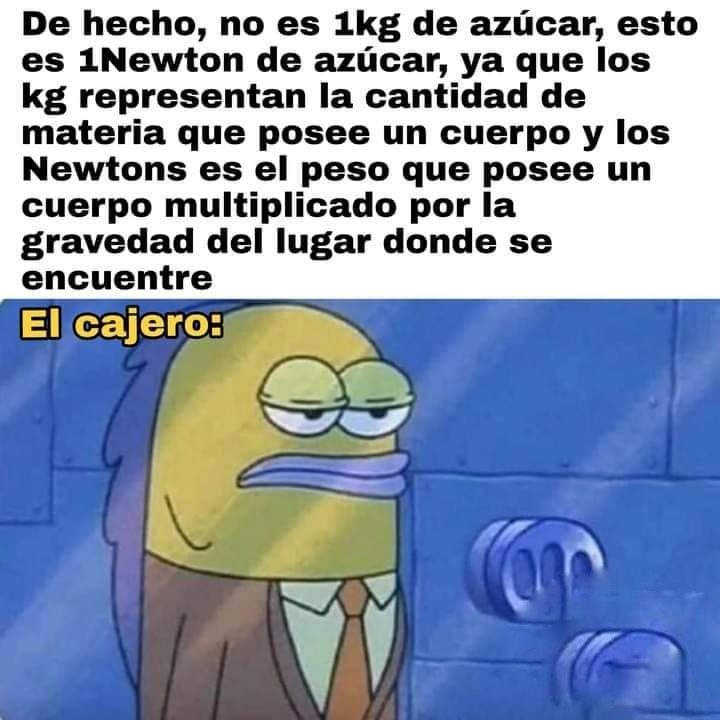 De hecho, no es 1kg de azúcar, esto
es 1Newton de azúcar, ya que los
kg representan la cantidad de
materia que posee un cuerpo y los
Newtons es el peso que posee un
cuerpo multiplicado por la
gravedad del lugar donde se
encuentre
El cajero: